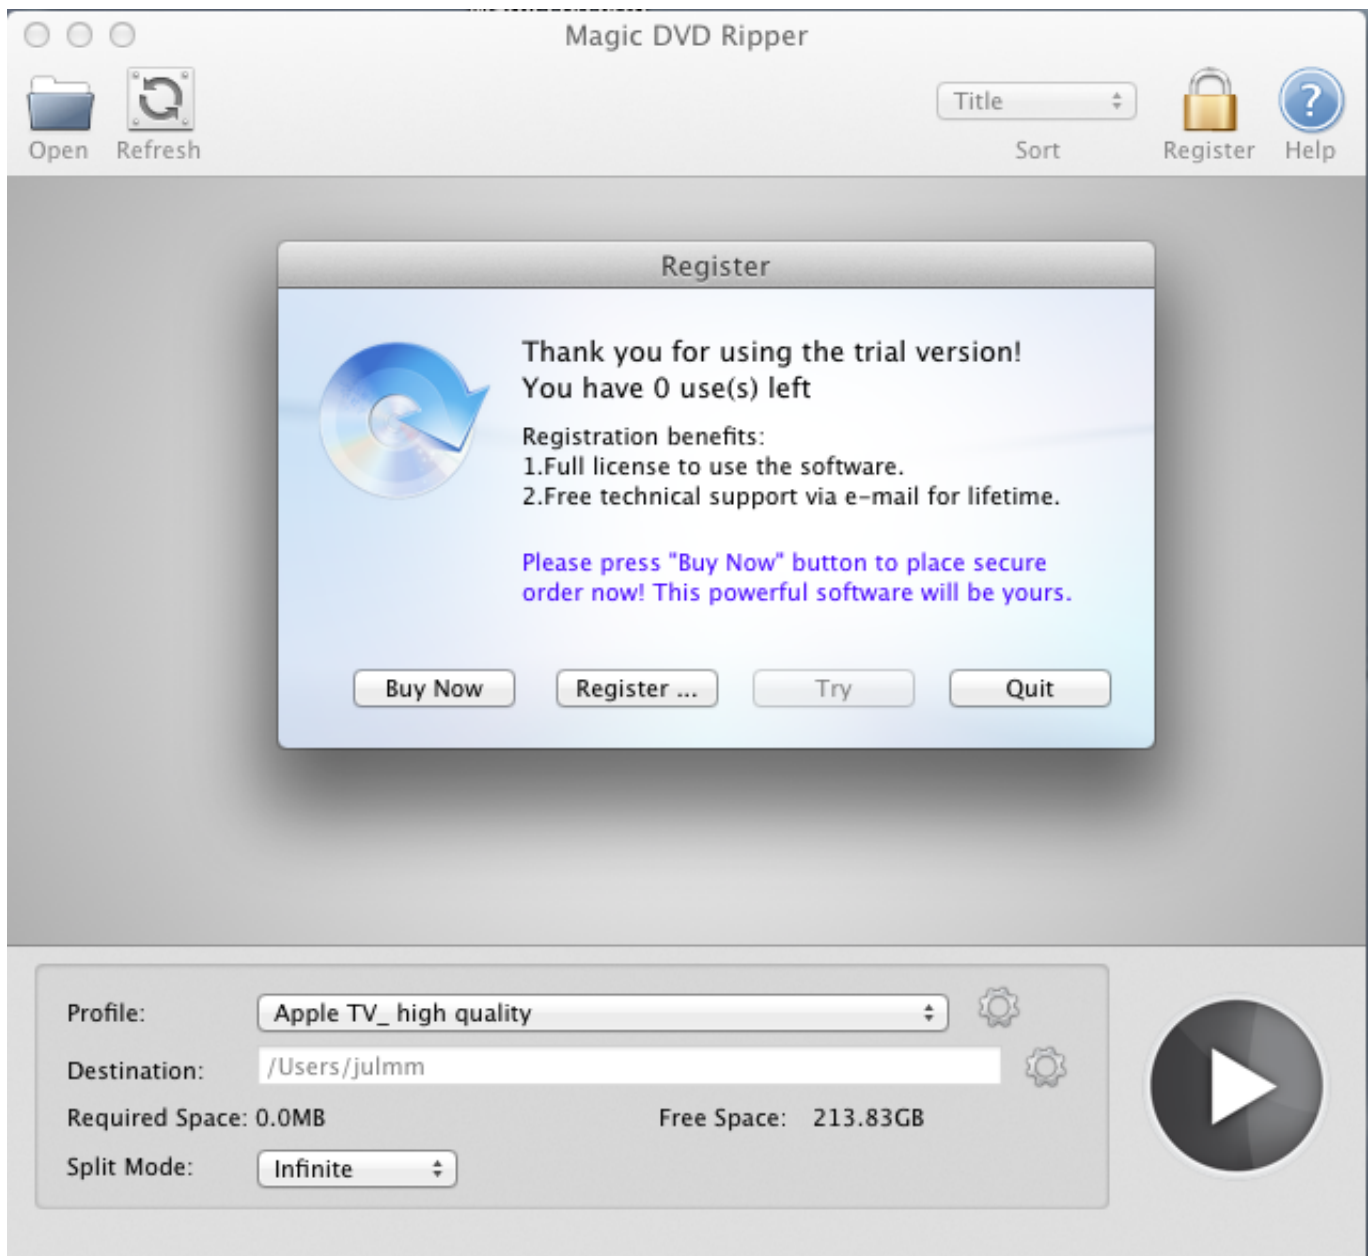 Magic DVD Ripper
Open
Refresh
Title
Sort
Register
Help
Register
Thank you for using the trial version!
You have 0 use(s) left
Registration benefits:
1.Full license to use the software.
2.Free technical support via e-mail for lifetime.
Please press "Buy Now" button to place secure
order now! This powerful software will be yours.
Buy Now
Register ...
Try
Quit
Profile:
Apple TV_ high quality
Destination:
/Users/julmm
Required Space: 0.0MB
Free Space: 213.83GB
Split Mode:
Infinite